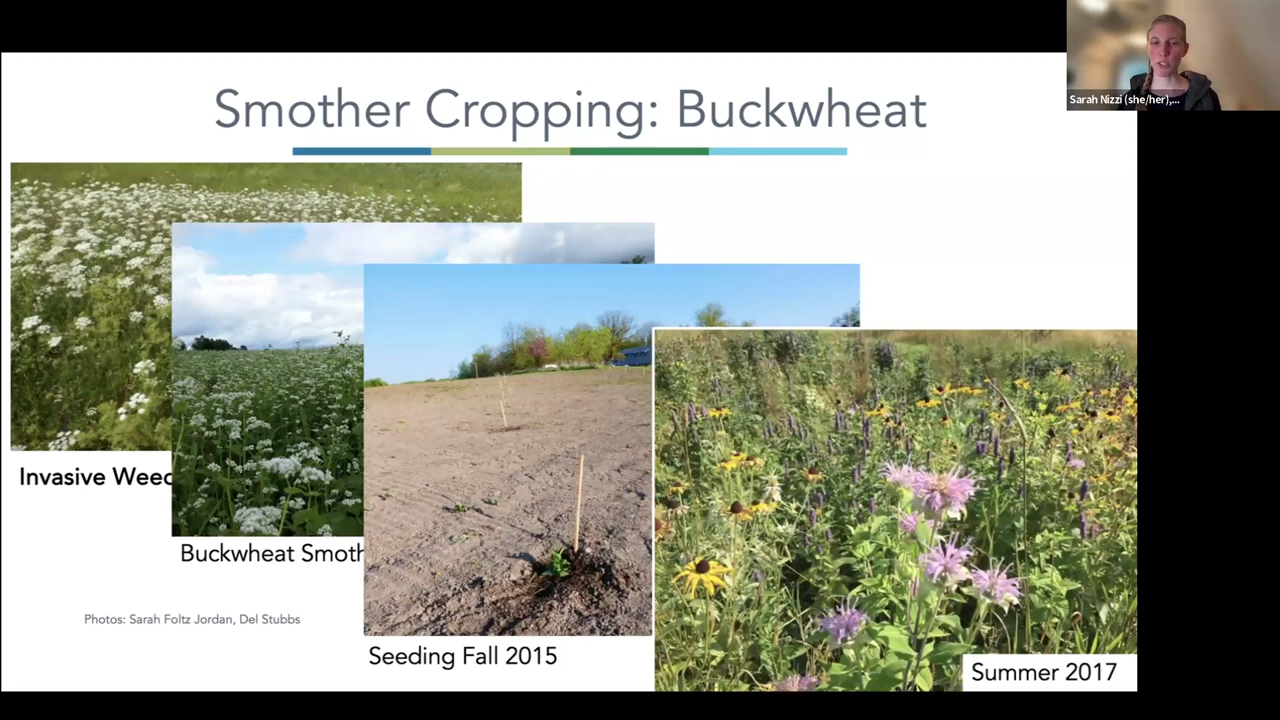 Sarah Nizzi (she/her),...
Smother Cropping: Buckwheat
Invasive Weed
Buckwheat Smoth
Photos: Sarah Foltz Jordan, Del Stubbs
Seeding Fall 2015
Summer 2017